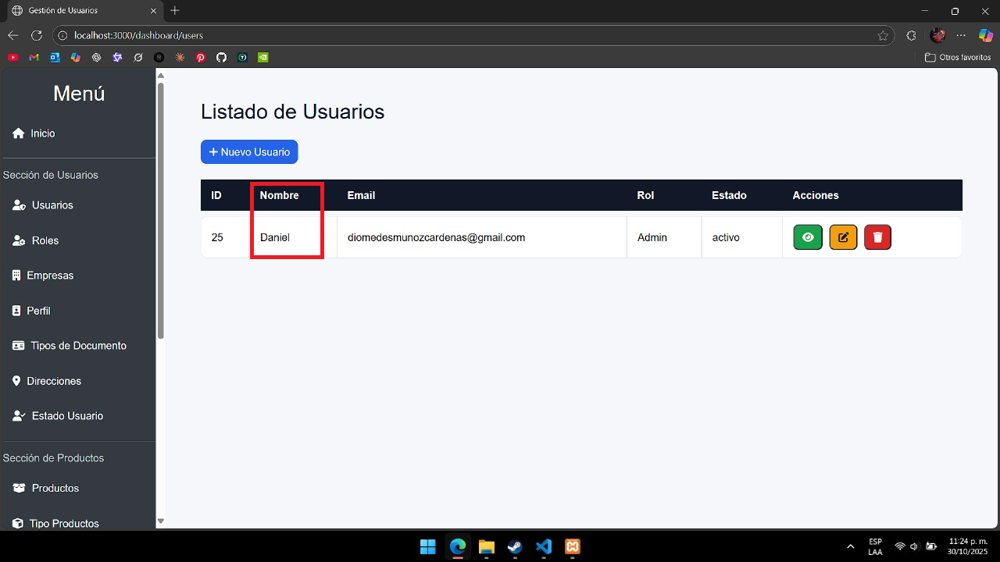 Gestión de Usuarios
localhost:3000/dashboard/users
Otros favoritos
Menú
Inicio
Sección de Usuarios
Usuarios
Roles
Empresas
Perfil
Tipos de Documento
Direcciones
Estado Usuario
Sección de Productos
Productos
Tipo Productos
Listado de Usuarios
+ Nuevo Usuario
ID Nombre Email Rol Estado Acciones
25 Daniel diomedesmunozcardenas@gmail.com Admin activo
ESP
LAA
11:24 p. m.
30/10/2025